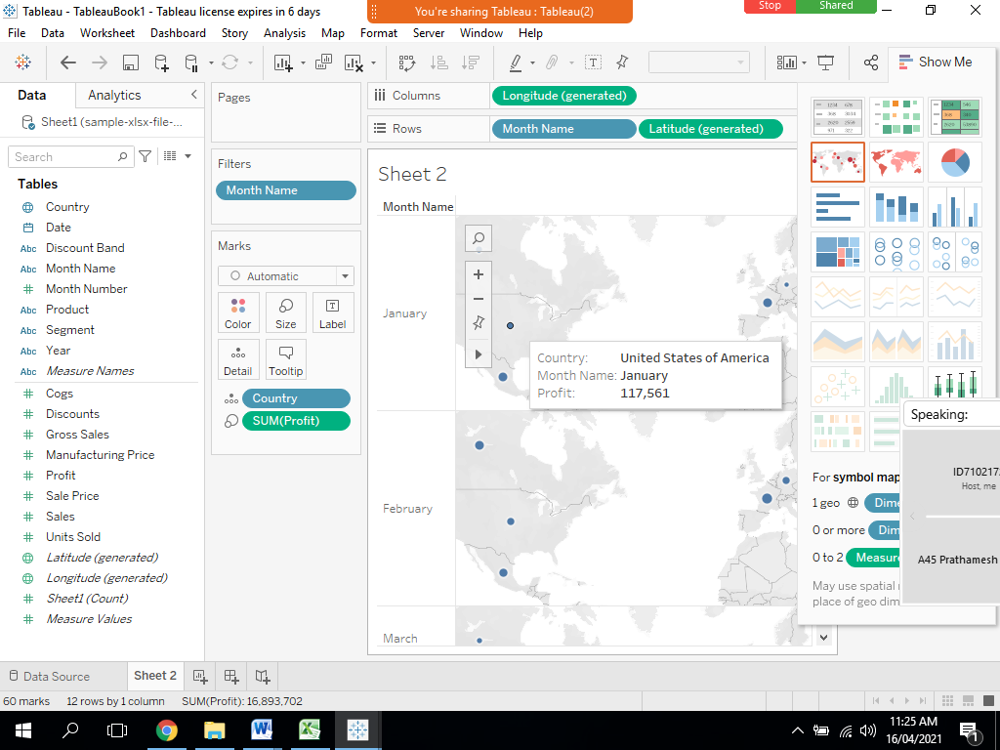 Tableau - TableauBook1 - Tableau license expires in 6 days
You're sharing Tableau : Tableau(2)
Stop
Shared
File Data Worksheet Dashboard Story Analysis Map Format Server Window Help
Show Me
Data
Analytics
Sheet1 (sample-xlsx-file-...
Search
Tables
Country
Date
Abc Discount Band
Abc Month Name
# Month Number
Abc Product
Abc Segment
Abc Year
Abc Measure Names
# Cogs
# Discounts
# Gross Sales
# Manufacturing Price
# Profit
# Sale Price
# Sales
# Units Sold
Latitude (generated)
Longitude (generated)
# Sheet1 (Count)
# Measure Values
Pages
Filters
Month Name
Marks
Automatic
Color Size Label
Detail Tooltip
Country
SUM(Profit)
Columns
Longitude (generated)
Rows
Month Name
Latitude (generated)
Sheet 2
Month Name
January
February
March
Country: United States of America
Month Name: January
Profit: 117,561
For symbol map
1 geo Dime
0 or more Dim
0 to 2 Measure
May use spatial
place of geo dim
Speaking:
ID710217
Host, me
A45 Prathamesh
Data Source
Sheet 2
60 marks 12 rows by 1 column SUM(Profit): 16,893,702
11:25 AM
16/04/2021
1